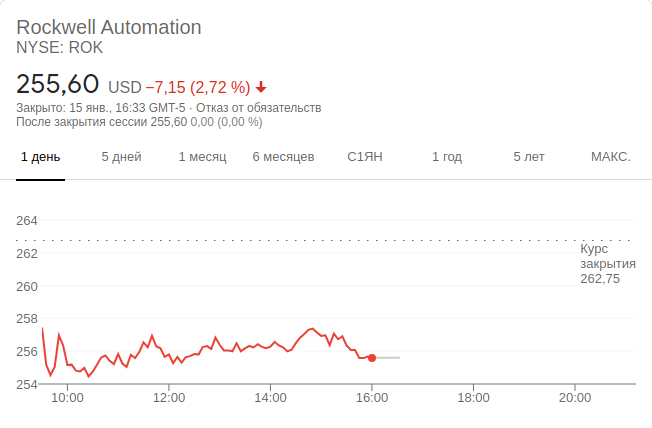 Rockwell Automation
NYSE: ROK
255,60 USD −7,15 (2,72 %)
Закрыто: 15 янв., 16:33 GMT-5 · Отказ от обязательств
После закрытия сессии 255,60 0,00 (0,00 %)
1 день 5 дней 1 месяц 6 месяцев С1ЯН 1 год 5 лет МАКС.
264
Курс
262
закрытия
262,75
260
258
256
254
10:00 12:00 14:00 16:00 18:00 20:00